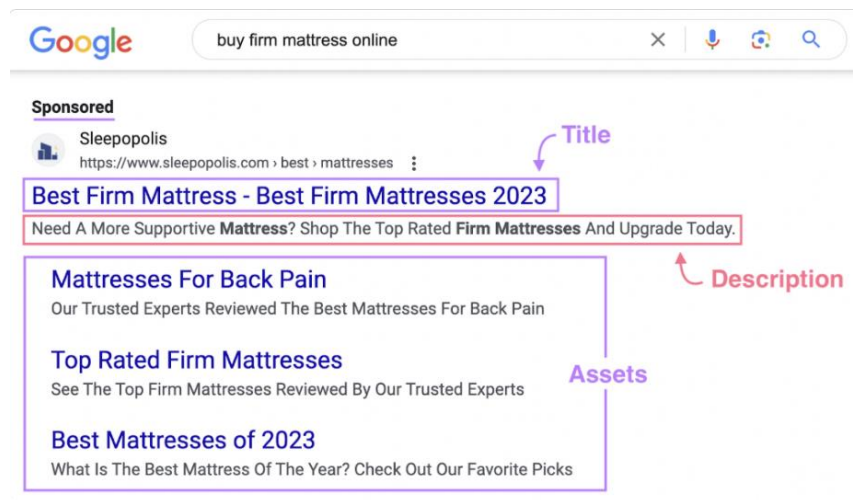 Google
buy firm mattress online
Sponsored
Sleepopolis
https://www.sleepopolis.com › best › mattresses
Title
Best Firm Mattress - Best Firm Mattresses 2023
Need A More Supportive Mattress? Shop The Top Rated Firm Mattresses And Upgrade Today.
Description
Mattresses For Back Pain
Our Trusted Experts Reviewed The Best Mattresses For Back Pain
Top Rated Firm Mattresses
Assets
See The Top Firm Mattresses Reviewed By Our Trusted Experts
Best Mattresses of 2023
What Is The Best Mattress Of The Year? Check Out Our Favorite Picks